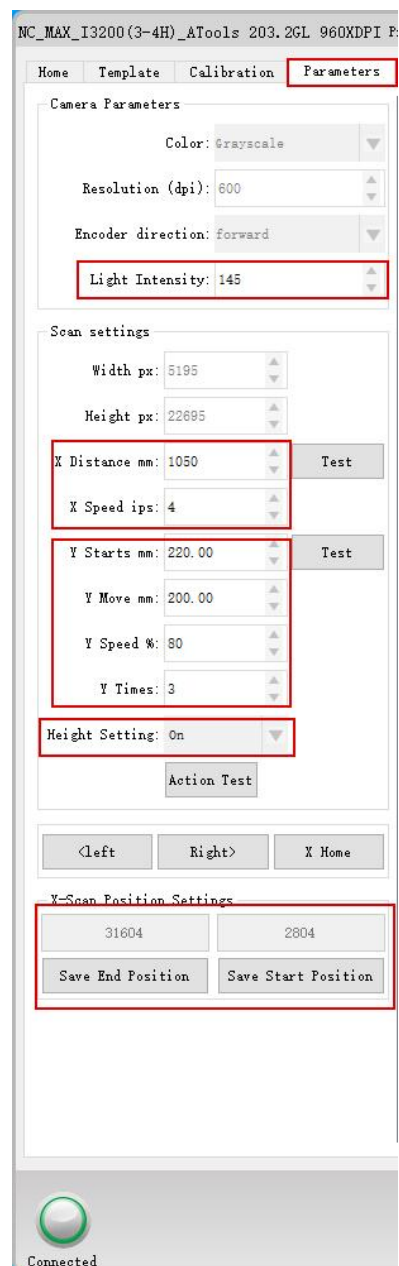 NC_MAX_I3200(3-4H)_ATools 203.2GL 960XDPI
Home Template Calibration Parameters
Camera Parameters
Color: Grayscale
Resolution (dpi): 600
Encoder direction: forward
Light Intensity: 145
Scan settings
Width px: 5195
Height px: 22695
X Distance mm: 1050 Test
X Speed ips: 4
Y Starts mm: 220.00 Test
Y Move mm: 200.00
Y Speed %: 80
Y Times: 3
Height Setting: On
Action Test
<left Right> X Home
X-Scan Position Settings
31604 2804
Save End Position Save Start Position
Connected